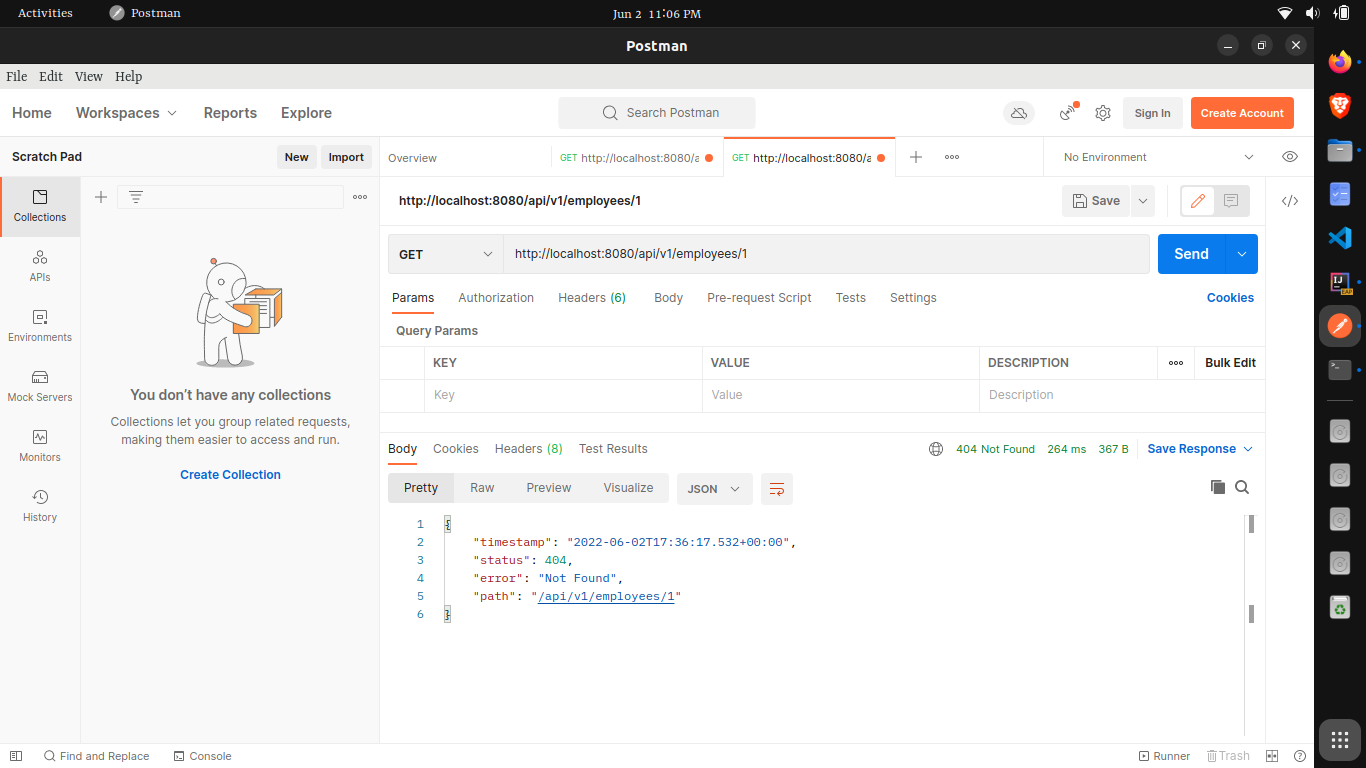 Activities Postman Jun 2 11:06 PM
Postman
File Edit View Help
Home Workspaces Reports Explore Search Postman Sign In Create Account
Scratch Pad New Import Overview GET http://localhost:8080/a GET http://localhost:8080/a No Environment
Collections
APIs
Environments
Mock Servers
Monitors
History
You don’t have any collections
Collections let you group related requests,
making them easier to access and run.
Create Collection
http://localhost:8080/api/v1/employees/1 Save
GET http://localhost:8080/api/v1/employees/1 Send
Params Authorization Headers (6) Body Pre-request Script Tests Settings Cookies
Query Params
KEY VALUE DESCRIPTION Bulk Edit
Key Value Description
Body Cookies Headers (8) Test Results 404 Not Found 264 ms 367 B Save Response
Pretty Raw Preview Visualize JSON
1 {
2 "timestamp": "2022-06-02T17:36:17.532+00:00",
3 "status": 404,
4 "error": "Not Found",
5 "path": "/api/v1/employees/1"
6 }
Find and Replace Console Runner Trash